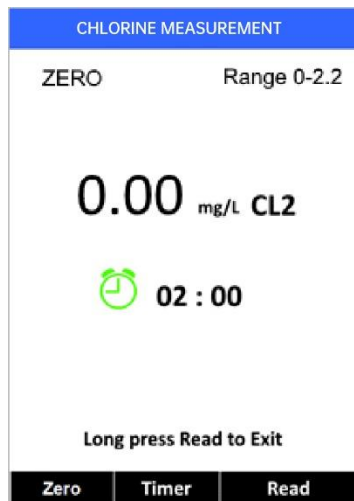 CHLORINE MEASUREMENT
ZERO Range 0-2.2
0.00 mg/L CL2
02 : 00
Long press Read to Exit
Zero Timer Read